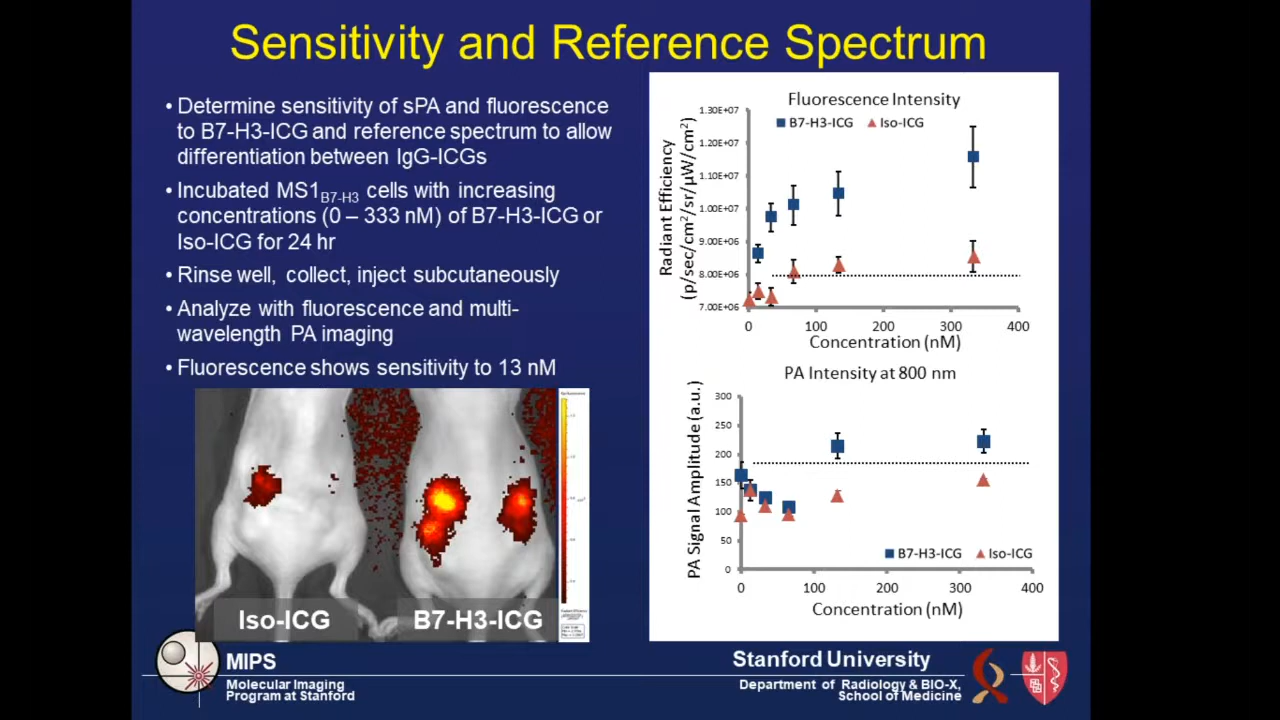 Sensitivity and Reference Spectrum
• Determine sensitivity of sPA and fluorescence
to B7-H3-ICG and reference spectrum to allow
differentiation between IgG-ICGs
• Incubated MS1B7-H3 cells with increasing
concentrations (0 – 333 nM) of B7-H3-ICG or
Iso-ICG for 24 hr
• Rinse well, collect, inject subcutaneously
• Analyze with fluorescence and multi-
wavelength PA imaging
• Fluorescence shows sensitivity to 13 nM
Iso-ICG
B7-H3-ICG
Fluorescence Intensity
B7-H3-ICG Iso-ICG
Radiant Efficiency
(p/sec/cm²/sr/µW/cm²)
1.30E+07
1.20E+07
1.10E+07
1.00E+07
9.00E+06
8.00E+06
7.00E+06
0 100 200 300 400
Concentration (nM)
PA Intensity at 800 nm
PA Signal Amplitude (a.u.)
300
250
200
150
100
50
0
B7-H3-ICG Iso-ICG
0 100 200 300 400
Concentration (nM)
MIPS
Molecular Imaging
Program at Stanford
Stanford University
Department of Radiology & BIO-X,
School of Medicine